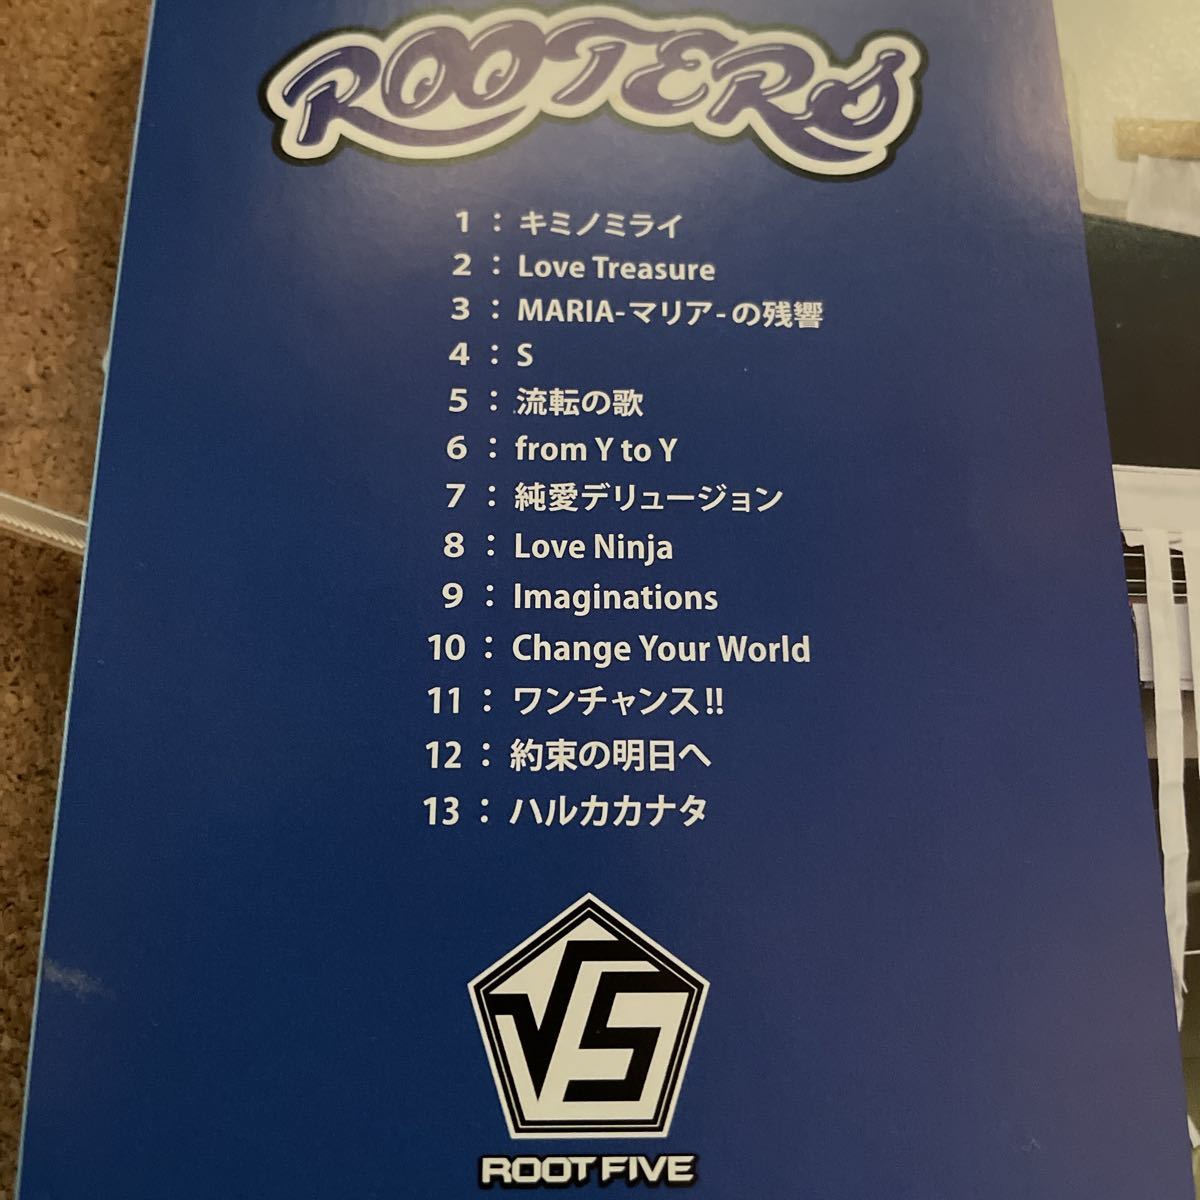 ROOTERS
1：キミノミライ
2：Love Treasure
3：MARIA-マリア-の残響
4：S
5：流転の歌
6：from Y to Y
7：純愛デリュージョン
8：Love Ninja
9：Imaginations
10：Change Your World
11：ワンチャンス!!
12：約束の明日へ
13：ハルカカナタ
√5
ROOT FIVE